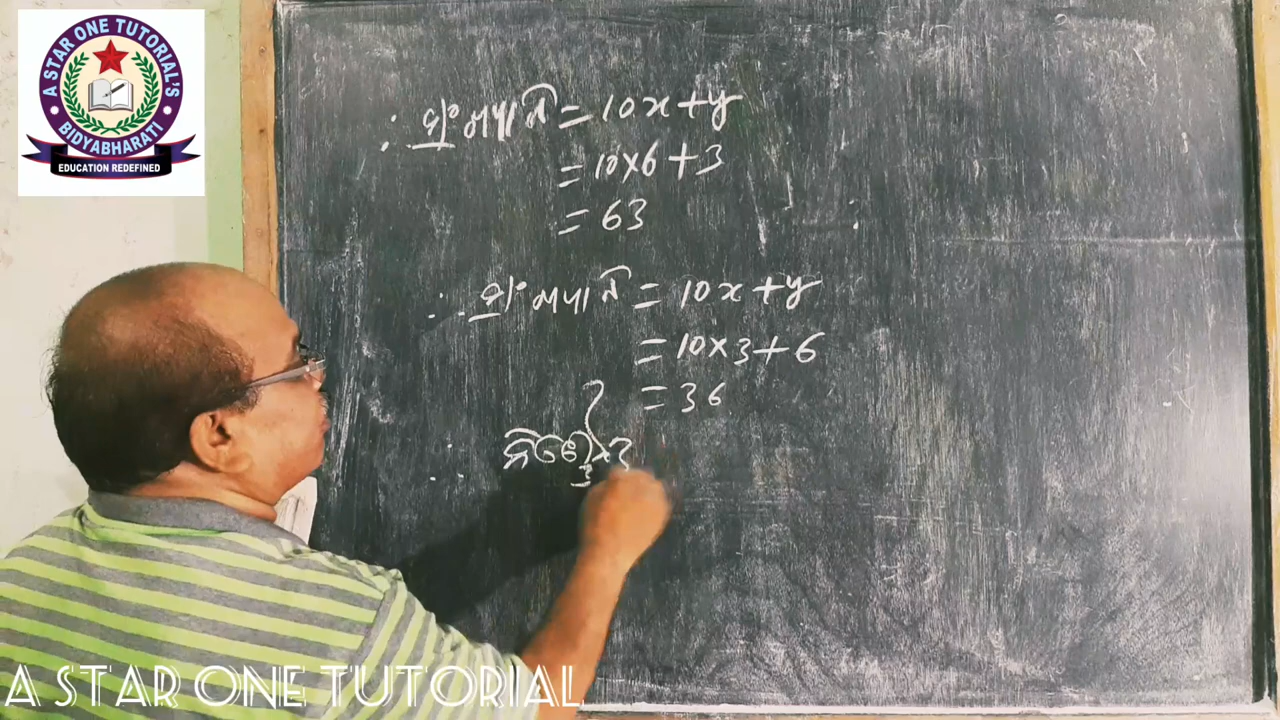 A STAR ONE TUTORIAL'S
BIDYABHARATI
EDUCATION REDEFINED
∴ = 10x + y
= 10×6 + 3
= 63
∴ = 10x + y
= 10×3 + 6
= 36
∴
A STAR ONE TUTORIAL